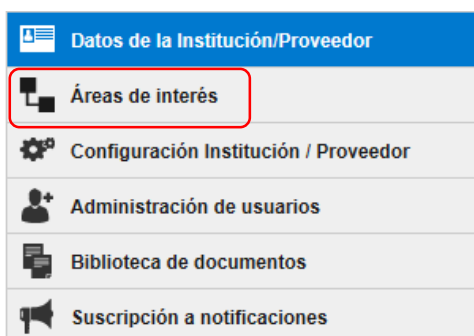 Datos de la Institución/Proveedor
Áreas de interés
Configuración Institución / Proveedor
Administración de usuarios
Biblioteca de documentos
Suscripción a notificaciones